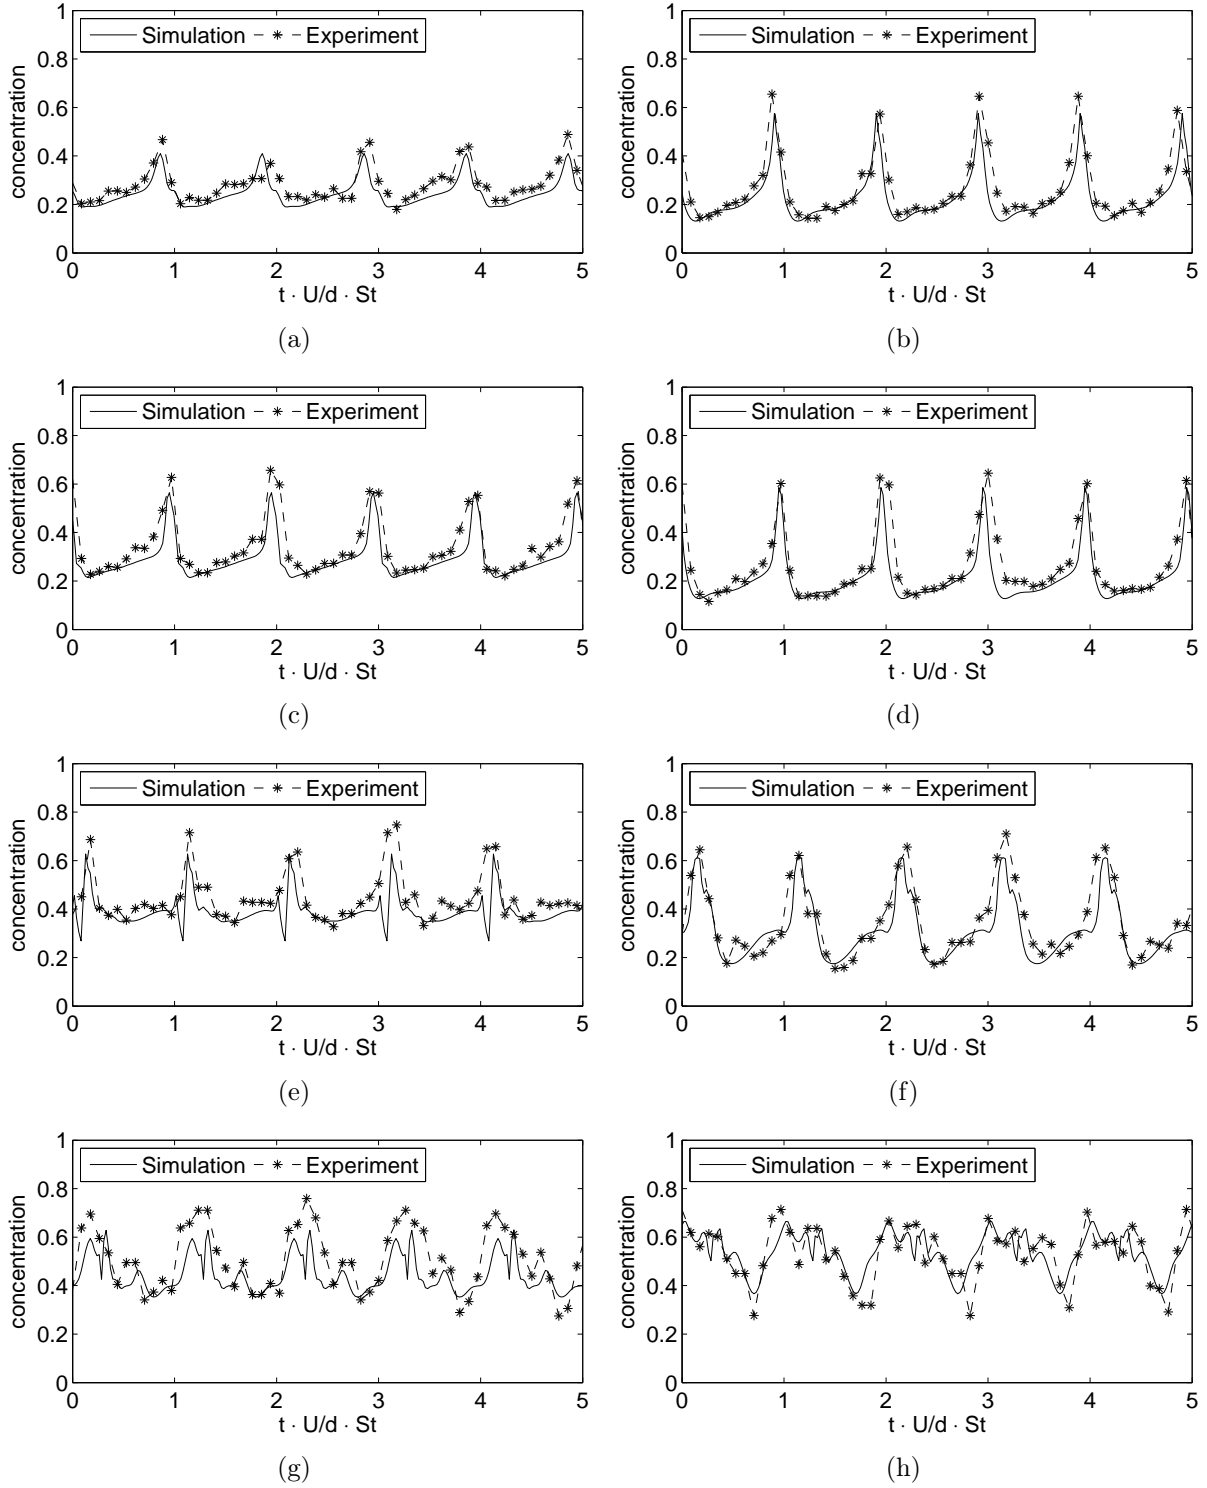 1
0.8
0.6
0.4
0.2
0
concentration
Simulation Experiment
0 1 2 3 4 5
t · U/d · St
(a)
1
0.8
0.6
0.4
0.2
0
concentration
Simulation Experiment
0 1 2 3 4 5
t · U/d · St
(b)
1
0.8
0.6
0.4
0.2
0
concentration
Simulation Experiment
0 1 2 3 4 5
t · U/d · St
(c)
1
0.8
0.6
0.4
0.2
0
concentration
Simulation Experiment
0 1 2 3 4 5
t · U/d · St
(d)
1
0.8
0.6
0.4
0.2
0
concentration
Simulation Experiment
0 1 2 3 4 5
t · U/d · St
(e)
1
0.8
0.6
0.4
0.2
0
concentration
Simulation Experiment
0 1 2 3 4 5
t · U/d · St
(f)
1
0.8
0.6
0.4
0.2
0
concentration
Simulation Experiment
0 1 2 3 4 5
t · U/d · St
(g)
1
0.8
0.6
0.4
0.2
0
concentration
Simulation Experiment
0 1 2 3 4 5
t · U/d · St
(h)